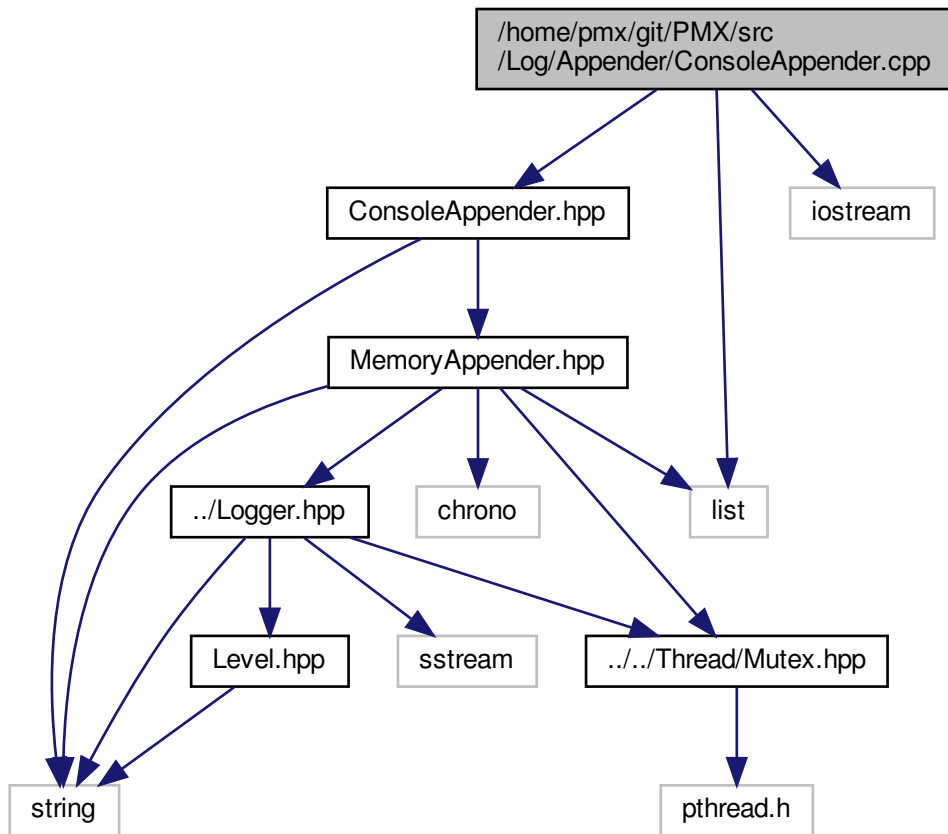 /home/pmx/git/PMX/src
/Log/Appender/ConsoleAppender.cpp
ConsoleAppender.hpp
iostream
MemoryAppender.hpp
../Logger.hpp
chrono
list
Level.hpp
sstream
../../Thread/Mutex.hpp
string
pthread.h